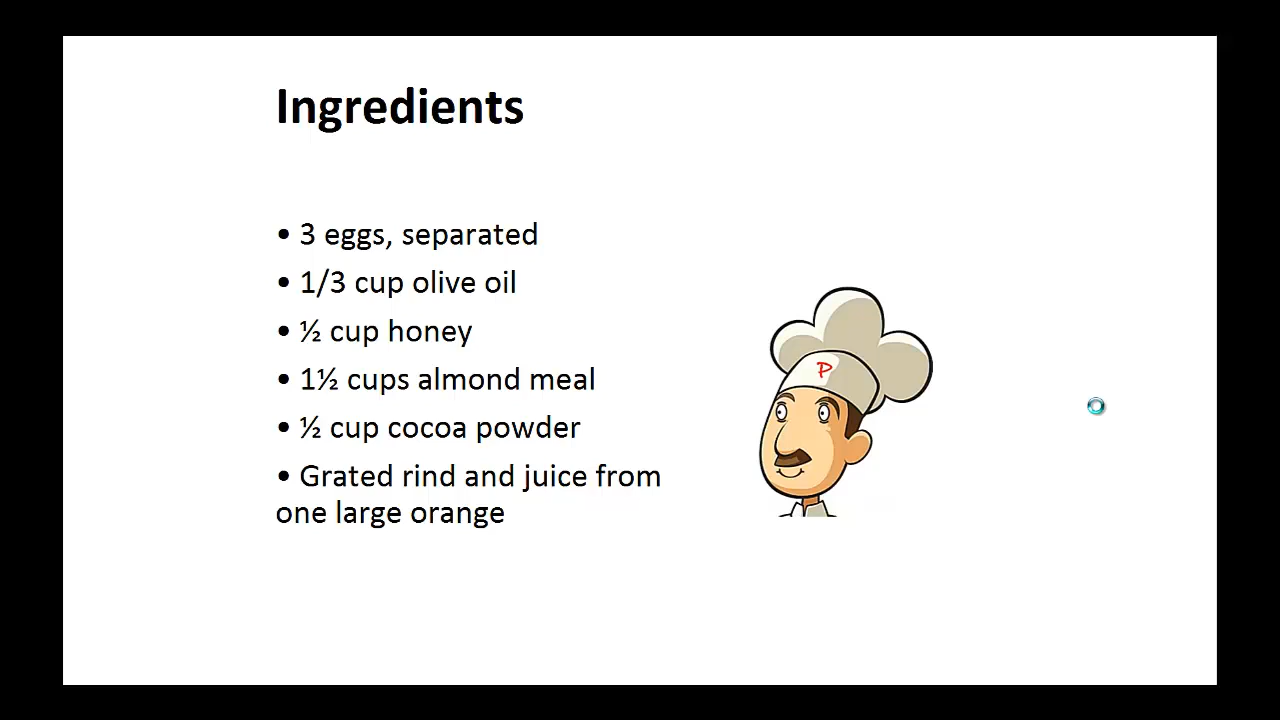 Ingredients
• 3 eggs, separated
• 1/3 cup olive oil
• ½ cup honey
• 1½ cups almond meal
• ½ cup cocoa powder
• Grated rind and juice from
one large orange
P